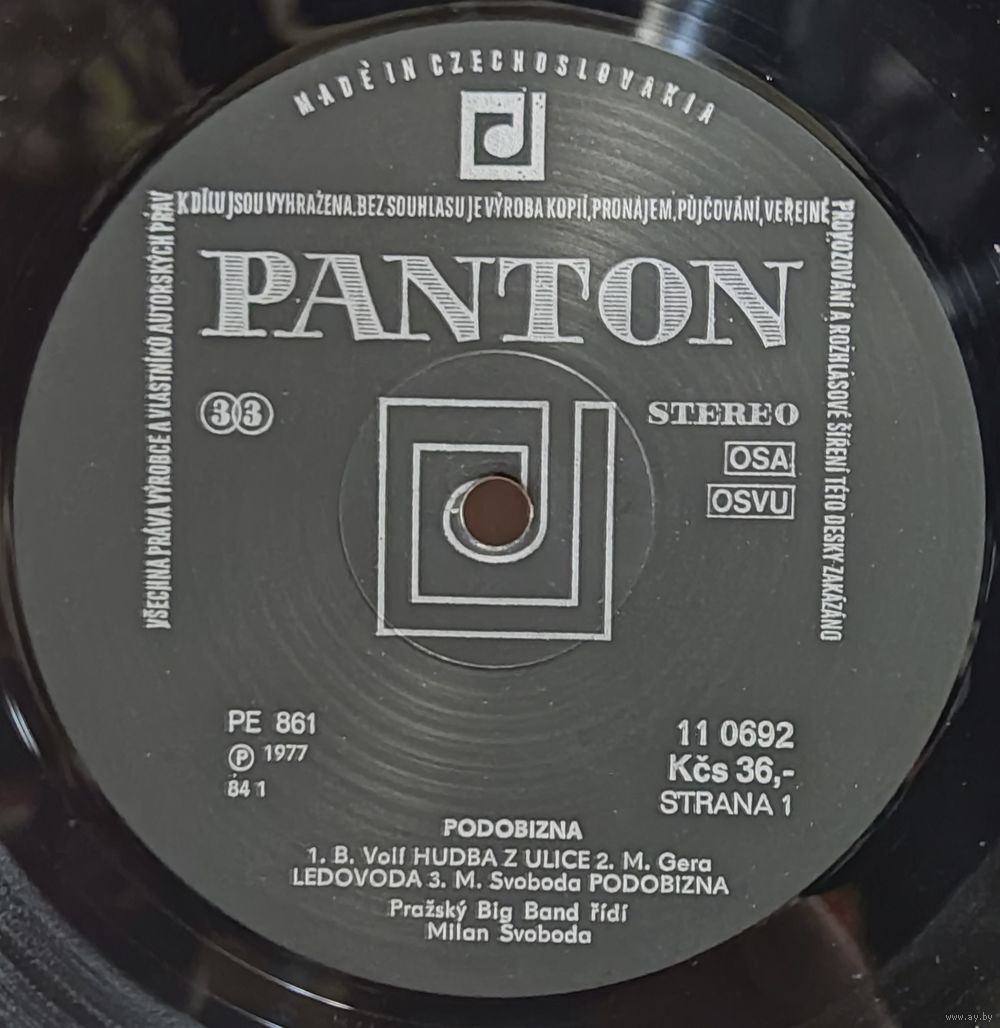 MADE IN CZECHOSLOVAKIA
VŠECHNA PRÁVA VÝROBCE A VLASTNÍKŮ AUTORSKÝCH PRÁV
K DÍLU JSOU VYHRAŽENA. BEZ SOUHLASU JE VÝROBA KOPIÍ, PRONÁJEM, PŮJČOVÁNÍ, VEŘEJNÉ
PROVOZOVÁNÍ A ROZHLASOVÉ ŠÍŘENÍ TÉTO DESKY ZAKÁZÁNO
PANTON
33
STEREO
OSA
OSVU
PE 861
℗ 1977
84 1
11 0692
Kčs 36,-
STRANA 1
PODOBIZNA
1. B. Volf HUDBA Z ULICE 2. M. Gera
LEDOVODA 3. M. Svoboda PODOBIZNA
Pražský Big Band řídí
Milan Svoboda
www.ay.by